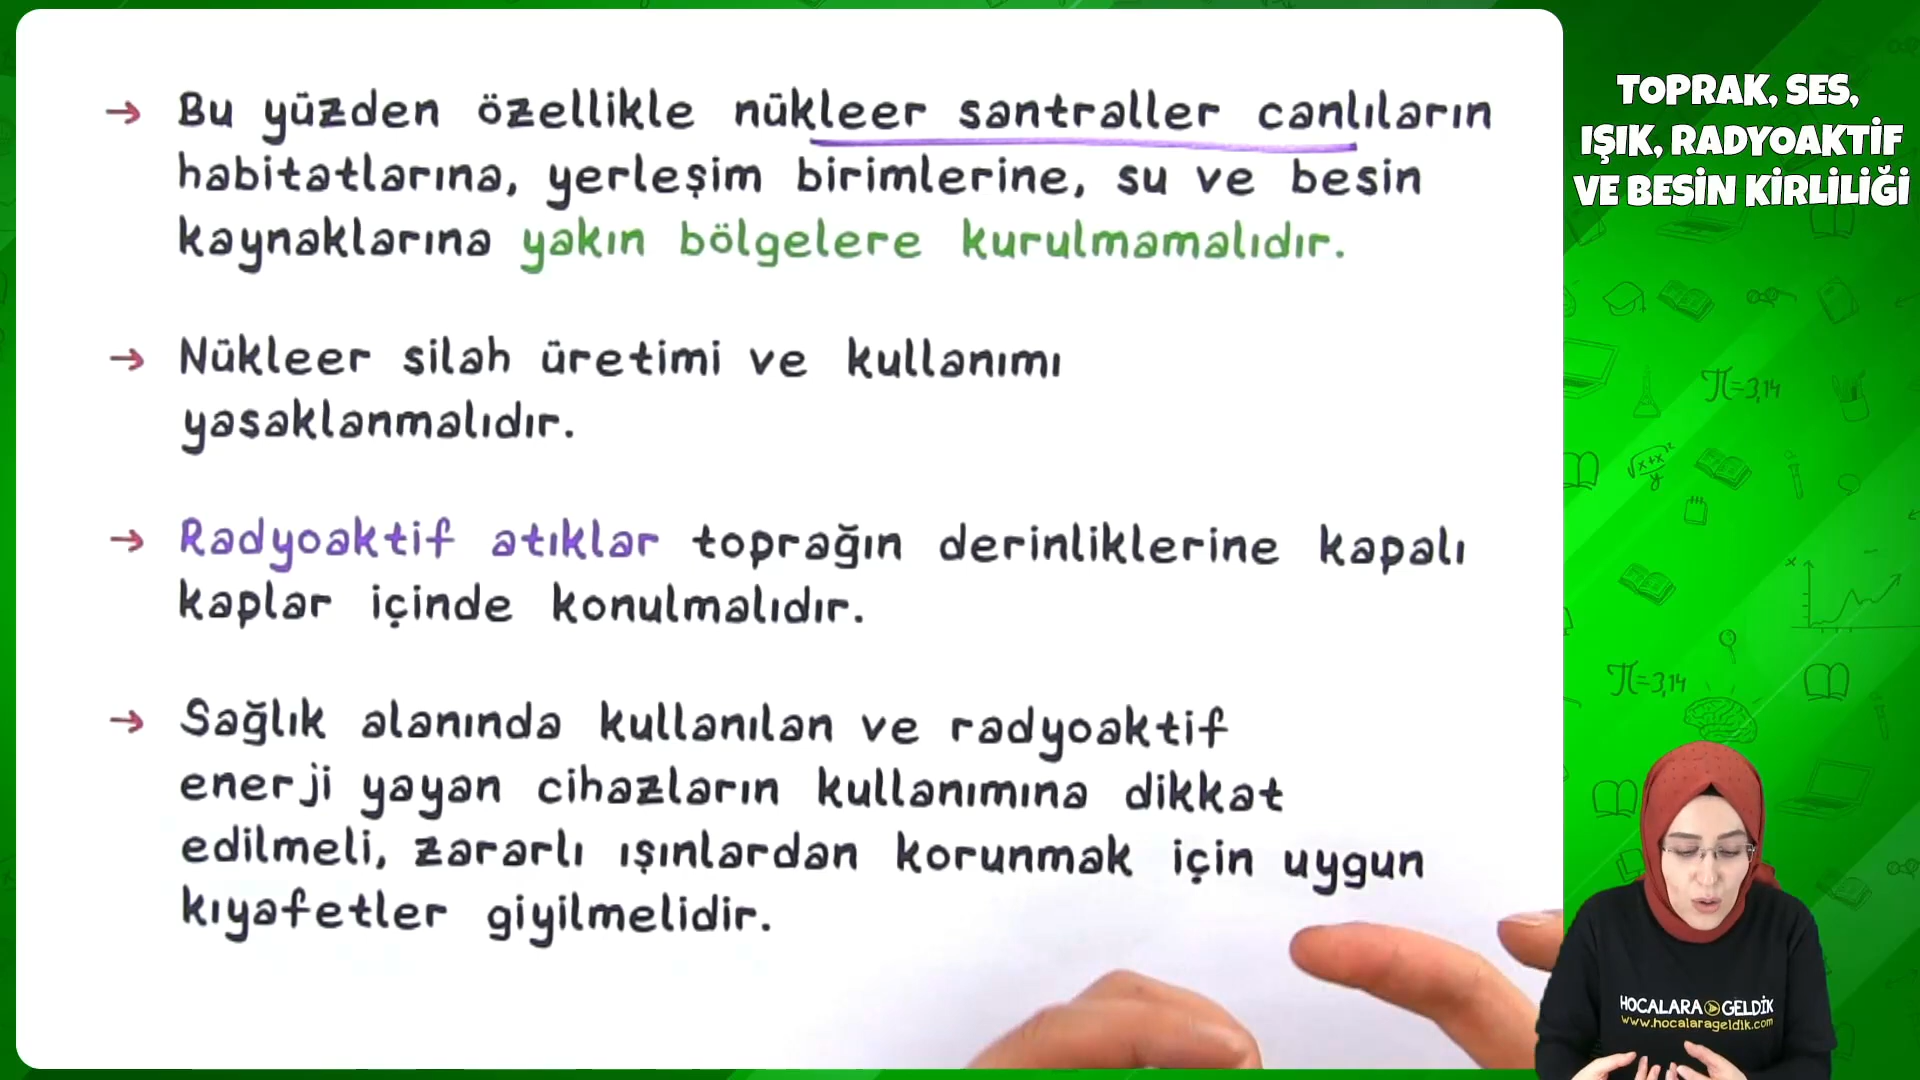 → Bu yüzden özellikle nükleer santraller canlıların
habitatlarına, yerleşim birimlerine, su ve besin
kaynaklarına yakın bölgelere kurulmamalıdır.
→ Nükleer silah üretimi ve kullanımı
yasaklanmalıdır.
→ Radyoaktif atıklar toprağın derinliklerine kapalı
kaplar içinde konulmalıdır.
→ Sağlık alanında kullanılan ve radyoaktif
enerji yayan cihazların kullanımına dikkat
edilmeli, zararlı ışınlardan korunmak için uygun
kıyafetler giyilmelidir.
TOPRAK, SES,
IŞIK, RADYOAKTİF
VE BESİN KİRLİLİĞİ
π=3,14
π=3,14
HOCALARA GELDİK
www.hocalarageldik.com